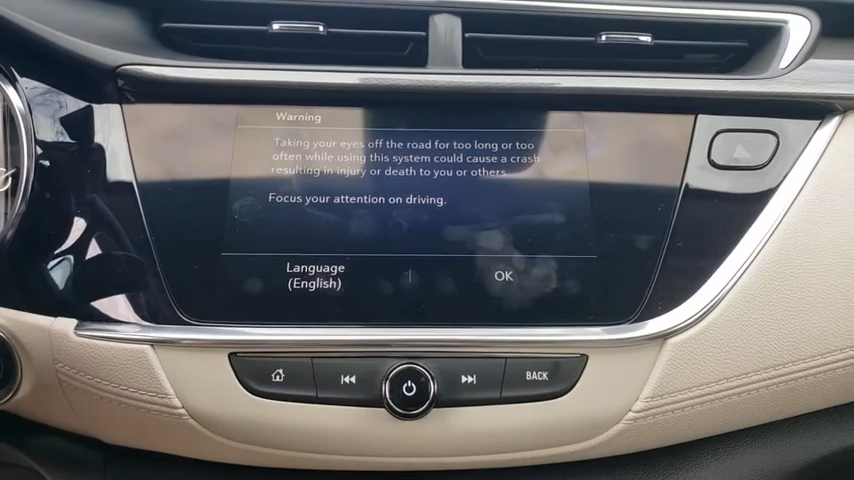 Warning
Taking your eyes off the road for too long or too
often while using this system could cause a crash
resulting in injury or death to you or others.
Focus your attention on driving.
Language
(English)
OK
BACK